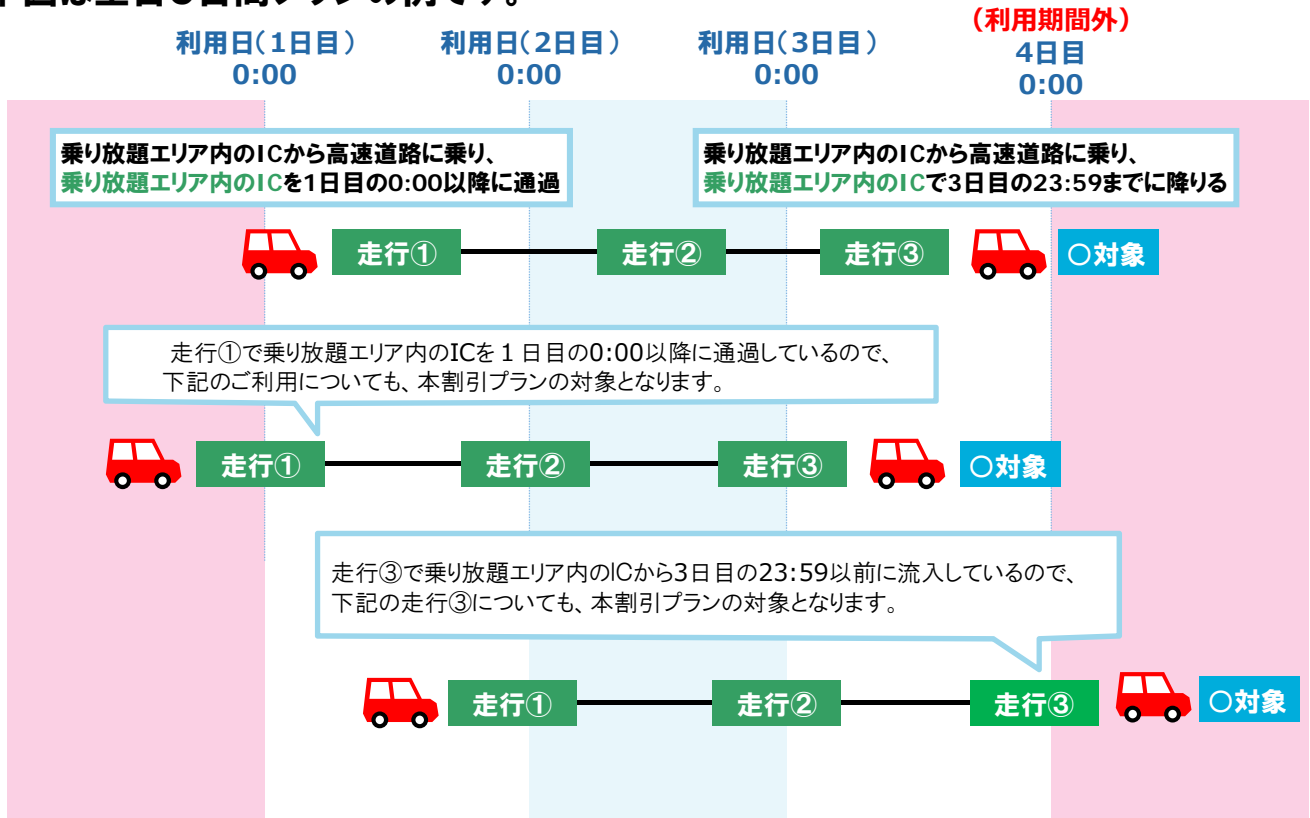 (利用期間外)
利用日(1日目)
0:00
利用日(2日目)
0:00
利用日(3日目)
0:00
4日目
0:00
乗り放題エリア内のICから高速道路に乗り、
乗り放題エリア内のICを1日目の0:00以降に通過
乗り放題エリア内のICから高速道路に乗り、
乗り放題エリア内のICで3日目の23:59までに降りる
走行①
走行②
走行③
○対象
走行①で乗り放題エリア内のICを1日目の0:00以降に通過しているので、
下記のご利用についても、本割引プランの対象となります。
走行①
走行②
走行③
○対象
走行③で乗り放題エリア内のICから3日目の23:59以前に流入しているので、
下記の走行③についても、本割引プランの対象となります。
走行①
走行②
走行③
○対象